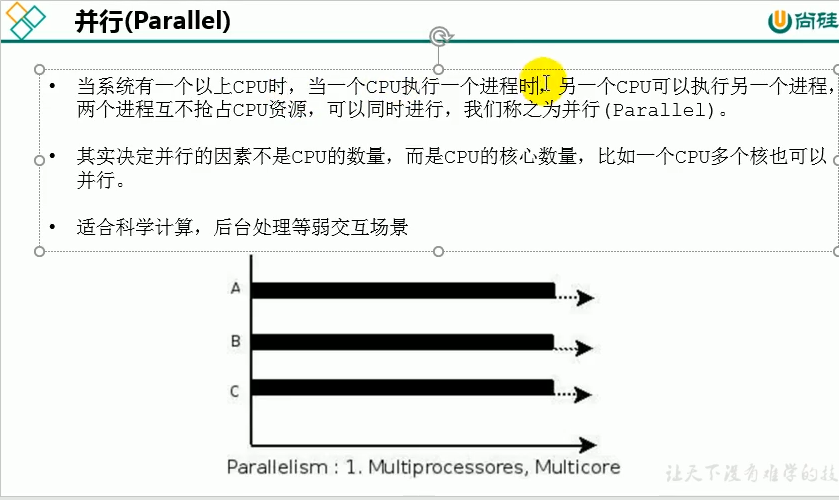 并行(Parallel)
尚硅
• 当系统有一个以上CPU时，当一个CPU执行一个进程时，另一个CPU可以执行另一个进程，
两个进程互不抢占CPU资源，可以同时进行，我们称之为并行(Parallel)。
• 其实决定并行的因素不是CPU的数量，而是CPU的核心数量，比如一个CPU多个核也可以
并行。
• 适合科学计算，后台处理等弱交互场景
A
B
C
Parallelism : 1. Multiprocessores, Multicore
让天下没有难学的技